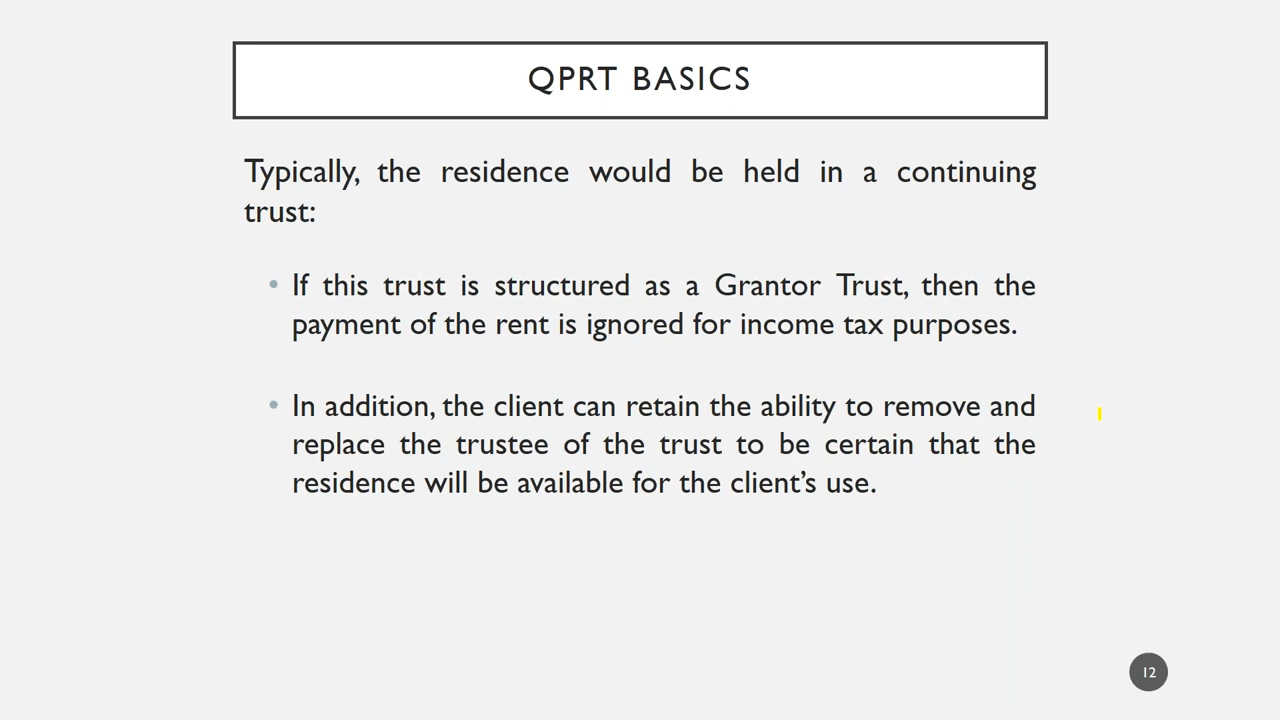 QPRT BASICS
Typically, the residence would be held in a continuing
trust:
• If this trust is structured as a Grantor Trust, then the
payment of the rent is ignored for income tax purposes.
• In addition, the client can retain the ability to remove and
replace the trustee of the trust to be certain that the
residence will be available for the client’s use.
12